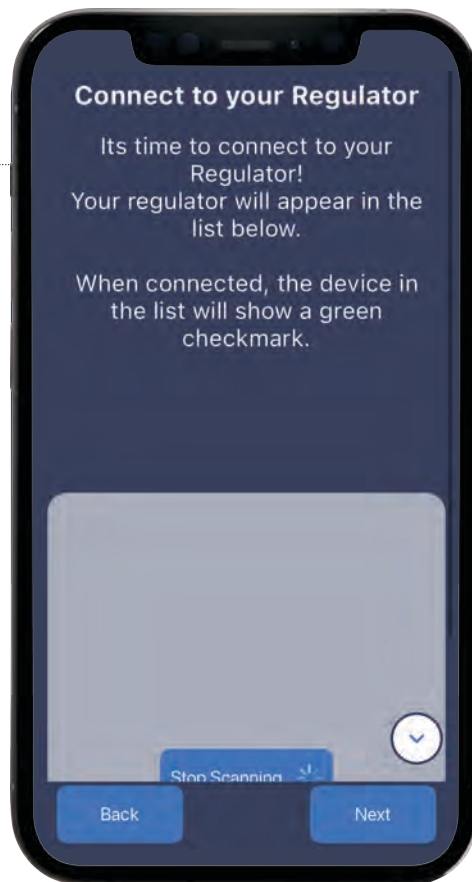 Connect to your Regulator
Its time to connect to your
Regulator!
Your regulator will appear in the
list below.
When connected, the device in
the list will show a green
checkmark.
Stop Scanning
Back
Next